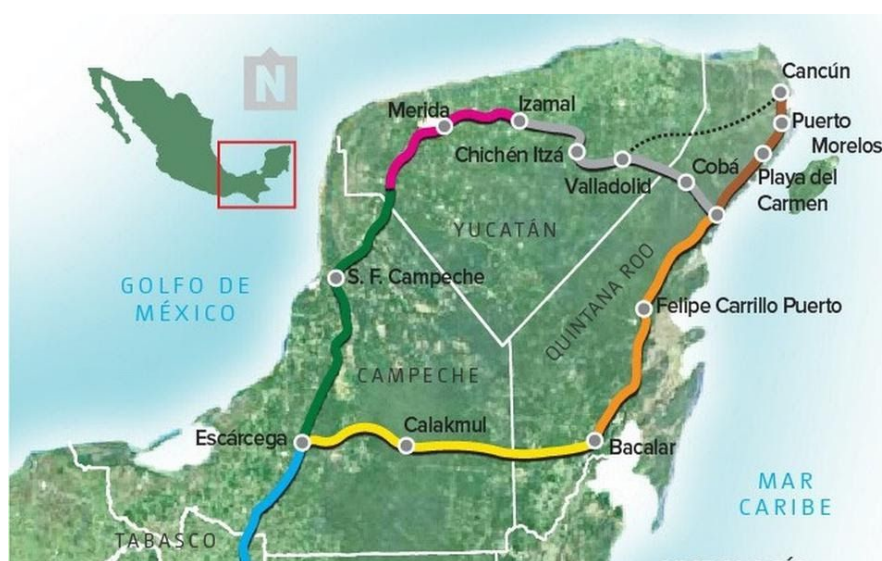 N
Cancún
Puerto
Morelos
Playa del
Carmen
Merida
Izamal
Chichén Itzá
Valladolid
Cobá
YUCATÁN
GOLFO DE
MÉXICO
S. F. Campeche
QUINTANA ROO
Felipe Carrillo Puerto
CAMPECHE
Escárcega
Calakmul
Bacalar
MAR
CARIBE
TABASCO